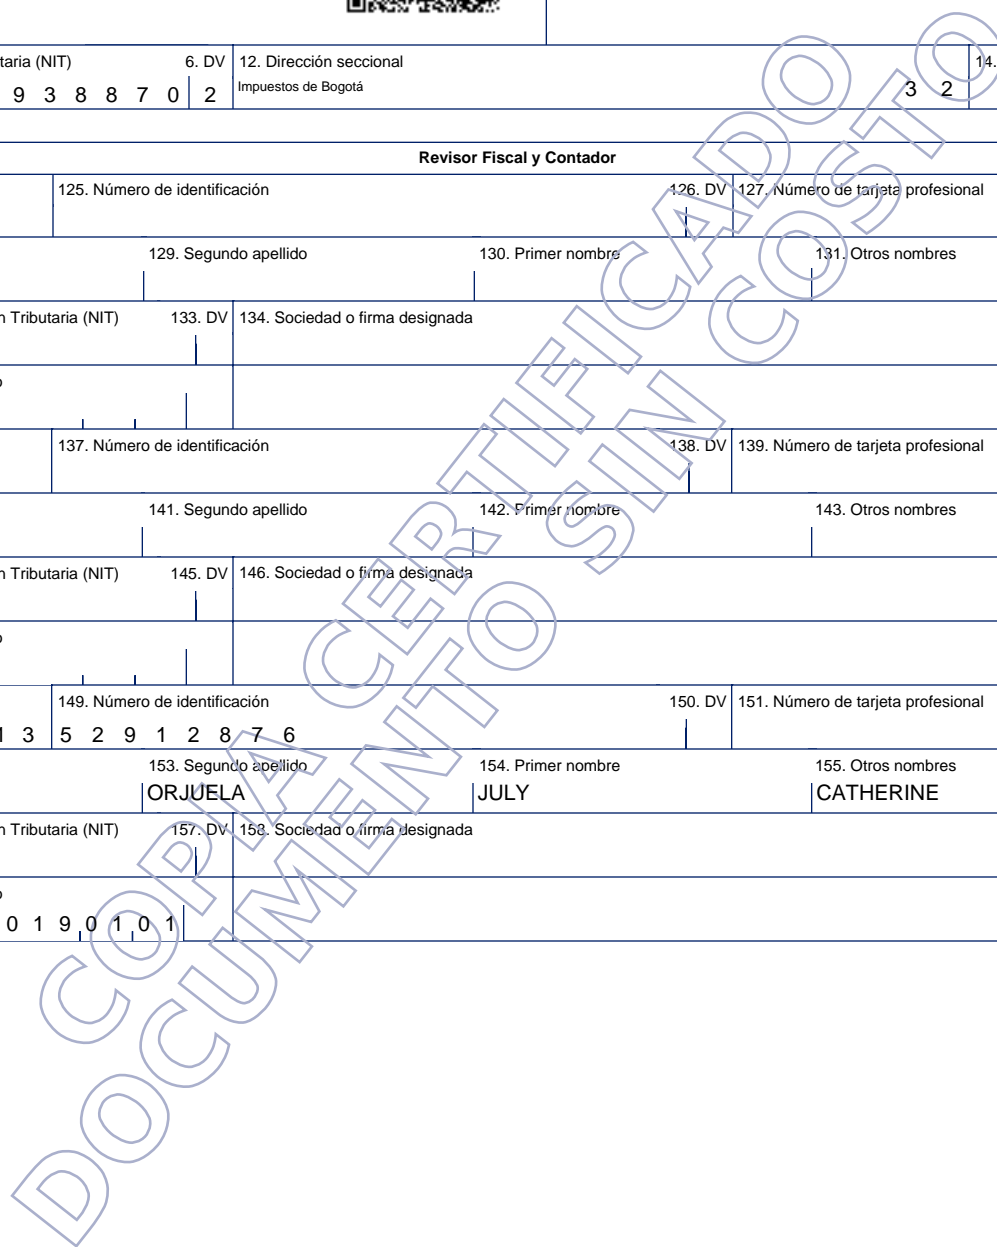 taria (NIT) 6. DV 12. Dirección seccional 14.
9 3 8 8 7 0 2 Impuestos de Bogotá 3 2
Revisor Fiscal y Contador
125. Número de identificación 126. DV 127. Número de tarjeta profesional
129. Segundo apellido 130. Primer nombre 131. Otros nombres
n Tributaria (NIT) 133. DV 134. Sociedad o firma designada
o
137. Número de identificación 138. DV 139. Número de tarjeta profesional
141. Segundo apellido 142. Primer nombre 143. Otros nombres
n Tributaria (NIT) 145. DV 146. Sociedad o firma designada
o
149. Número de identificación 150. DV 151. Número de tarjeta profesional
1 3 5 2 9 1 2 8 7 6
153. Segundo apellido 154. Primer nombre 155. Otros nombres
ORJUELA JULY CATHERINE
n Tributaria (NIT) 157. DV 158. Sociedad o firma designada
o
0 1 9 0 1 0 1
COPIA CERTIFICADO
DOCUMENTO SIN COSTO